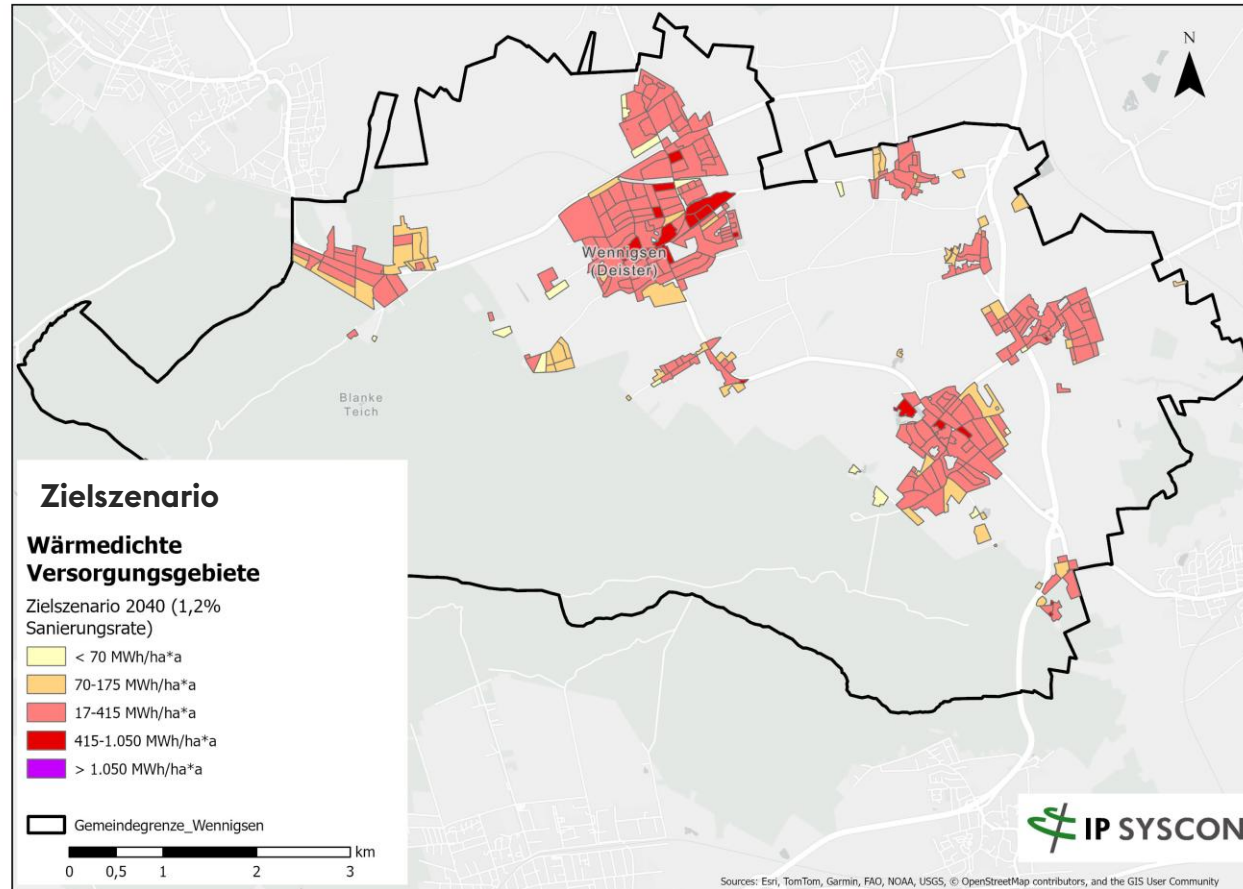 N
Wennigsen
(Deister)
Blanke
Teich
Zielszenario
Wärmedichte
Versorgungsgebiete
Zielszenario 2040 (1,2%
Sanierungsrate)
< 70 MWh/ha*a
70-175 MWh/ha*a
17-415 MWh/ha*a
415-1.050 MWh/ha*a
> 1.050 MWh/ha*a
Gemeindegrenze_Wennigsen
km
0 0,5 1 2 3
IP SYSCON
Sources: Esri, TomTom, Garmin, FAO, NOAA, USGS, © OpenStreetMap contributors, and the GIS User Community